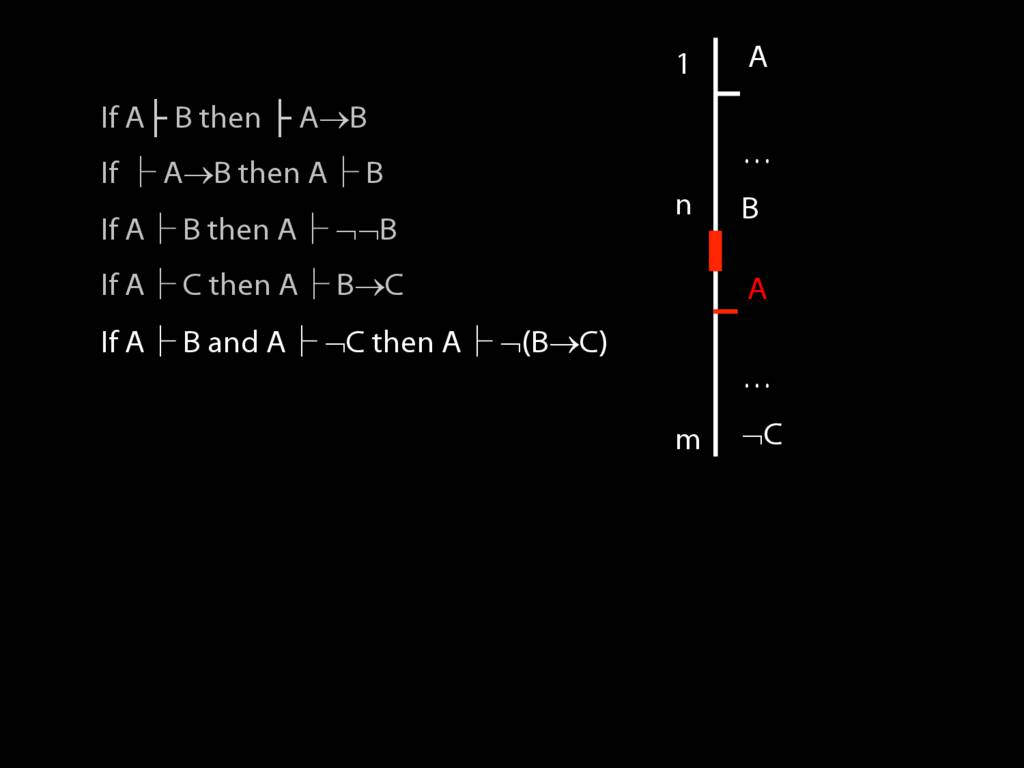 If A ├ B then ├ A→B
If ├ A→B then A ├ B
If A ├ B then A ├ ¬¬B
If A ├ C then A ├ B→C
If A ├ B and A ├ ¬C then A ├ ¬(B→C)
1 A
…
n B
A
…
m ¬C